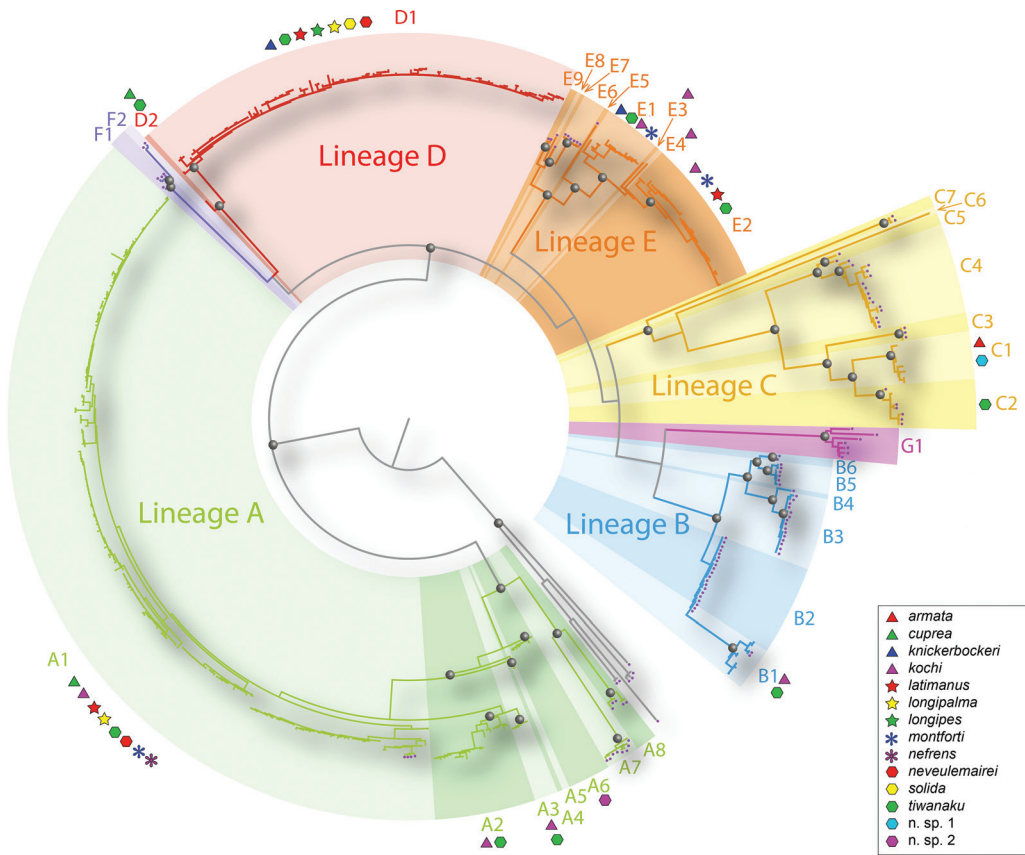 D1
E8
E7
E9
E5
E6
E3
E1
E4
F2
D2
F1
Lineage D
Lineage E
E2
C7
C6
C5
C4
C3
C1
Lineage C
C2
G1
B6
B5
B4
Lineage A
Lineage B
B3
B2
B1
A1
A8
A7
A6
A5
A3
A4
A2
armata
cuprea
knickerbockeri
kochi
latimanus
longipalma
longipes
montforti
nefrens
neveulemairei
solida
tiwanaku
n. sp. 1
n. sp. 2